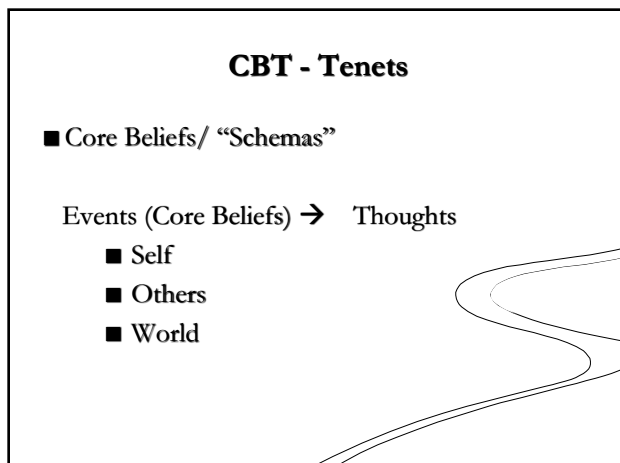 CBT - Tenets
■ Core Beliefs/ “Schemas”
Events (Core Beliefs) → Thoughts
■ Self
■ Others
■ World